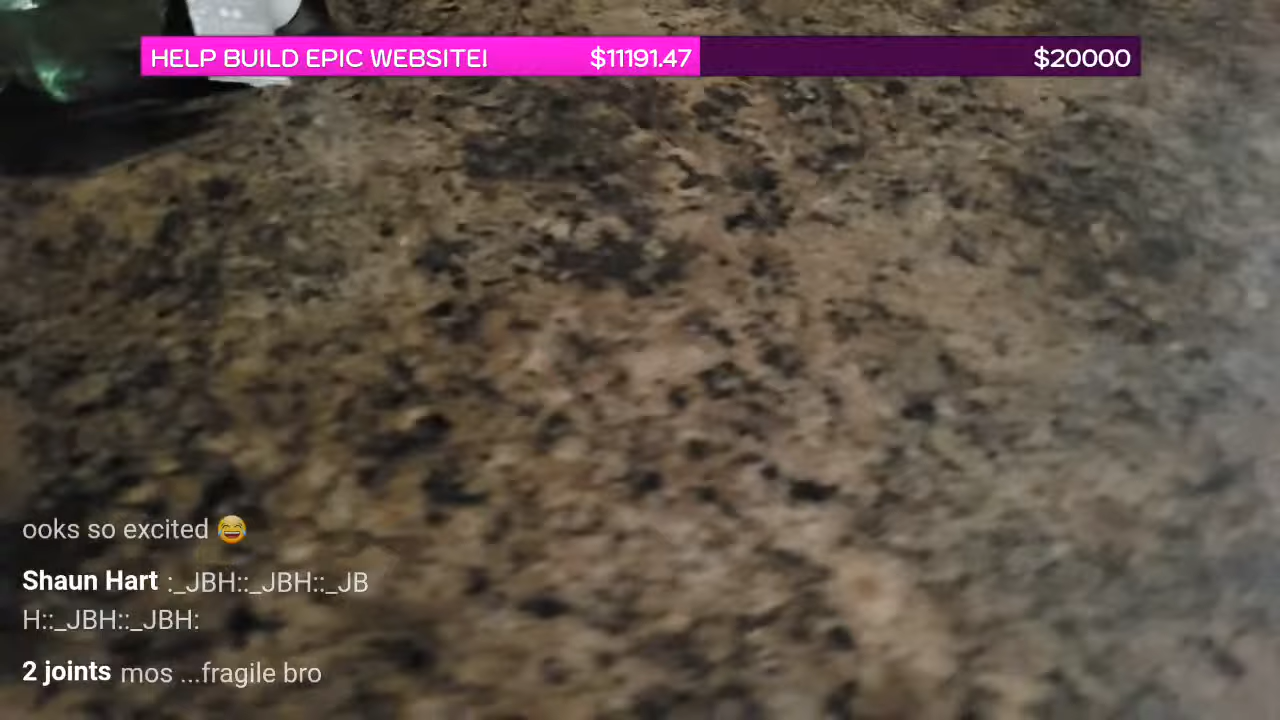 HELP BUILD EPIC WEBSITE! $11191.47 $20000
ooks so excited 😂
Shaun Hart :_JBH::_JBH::_JB
H::_JBH::_JBH:
2 joints mos ...fragile bro